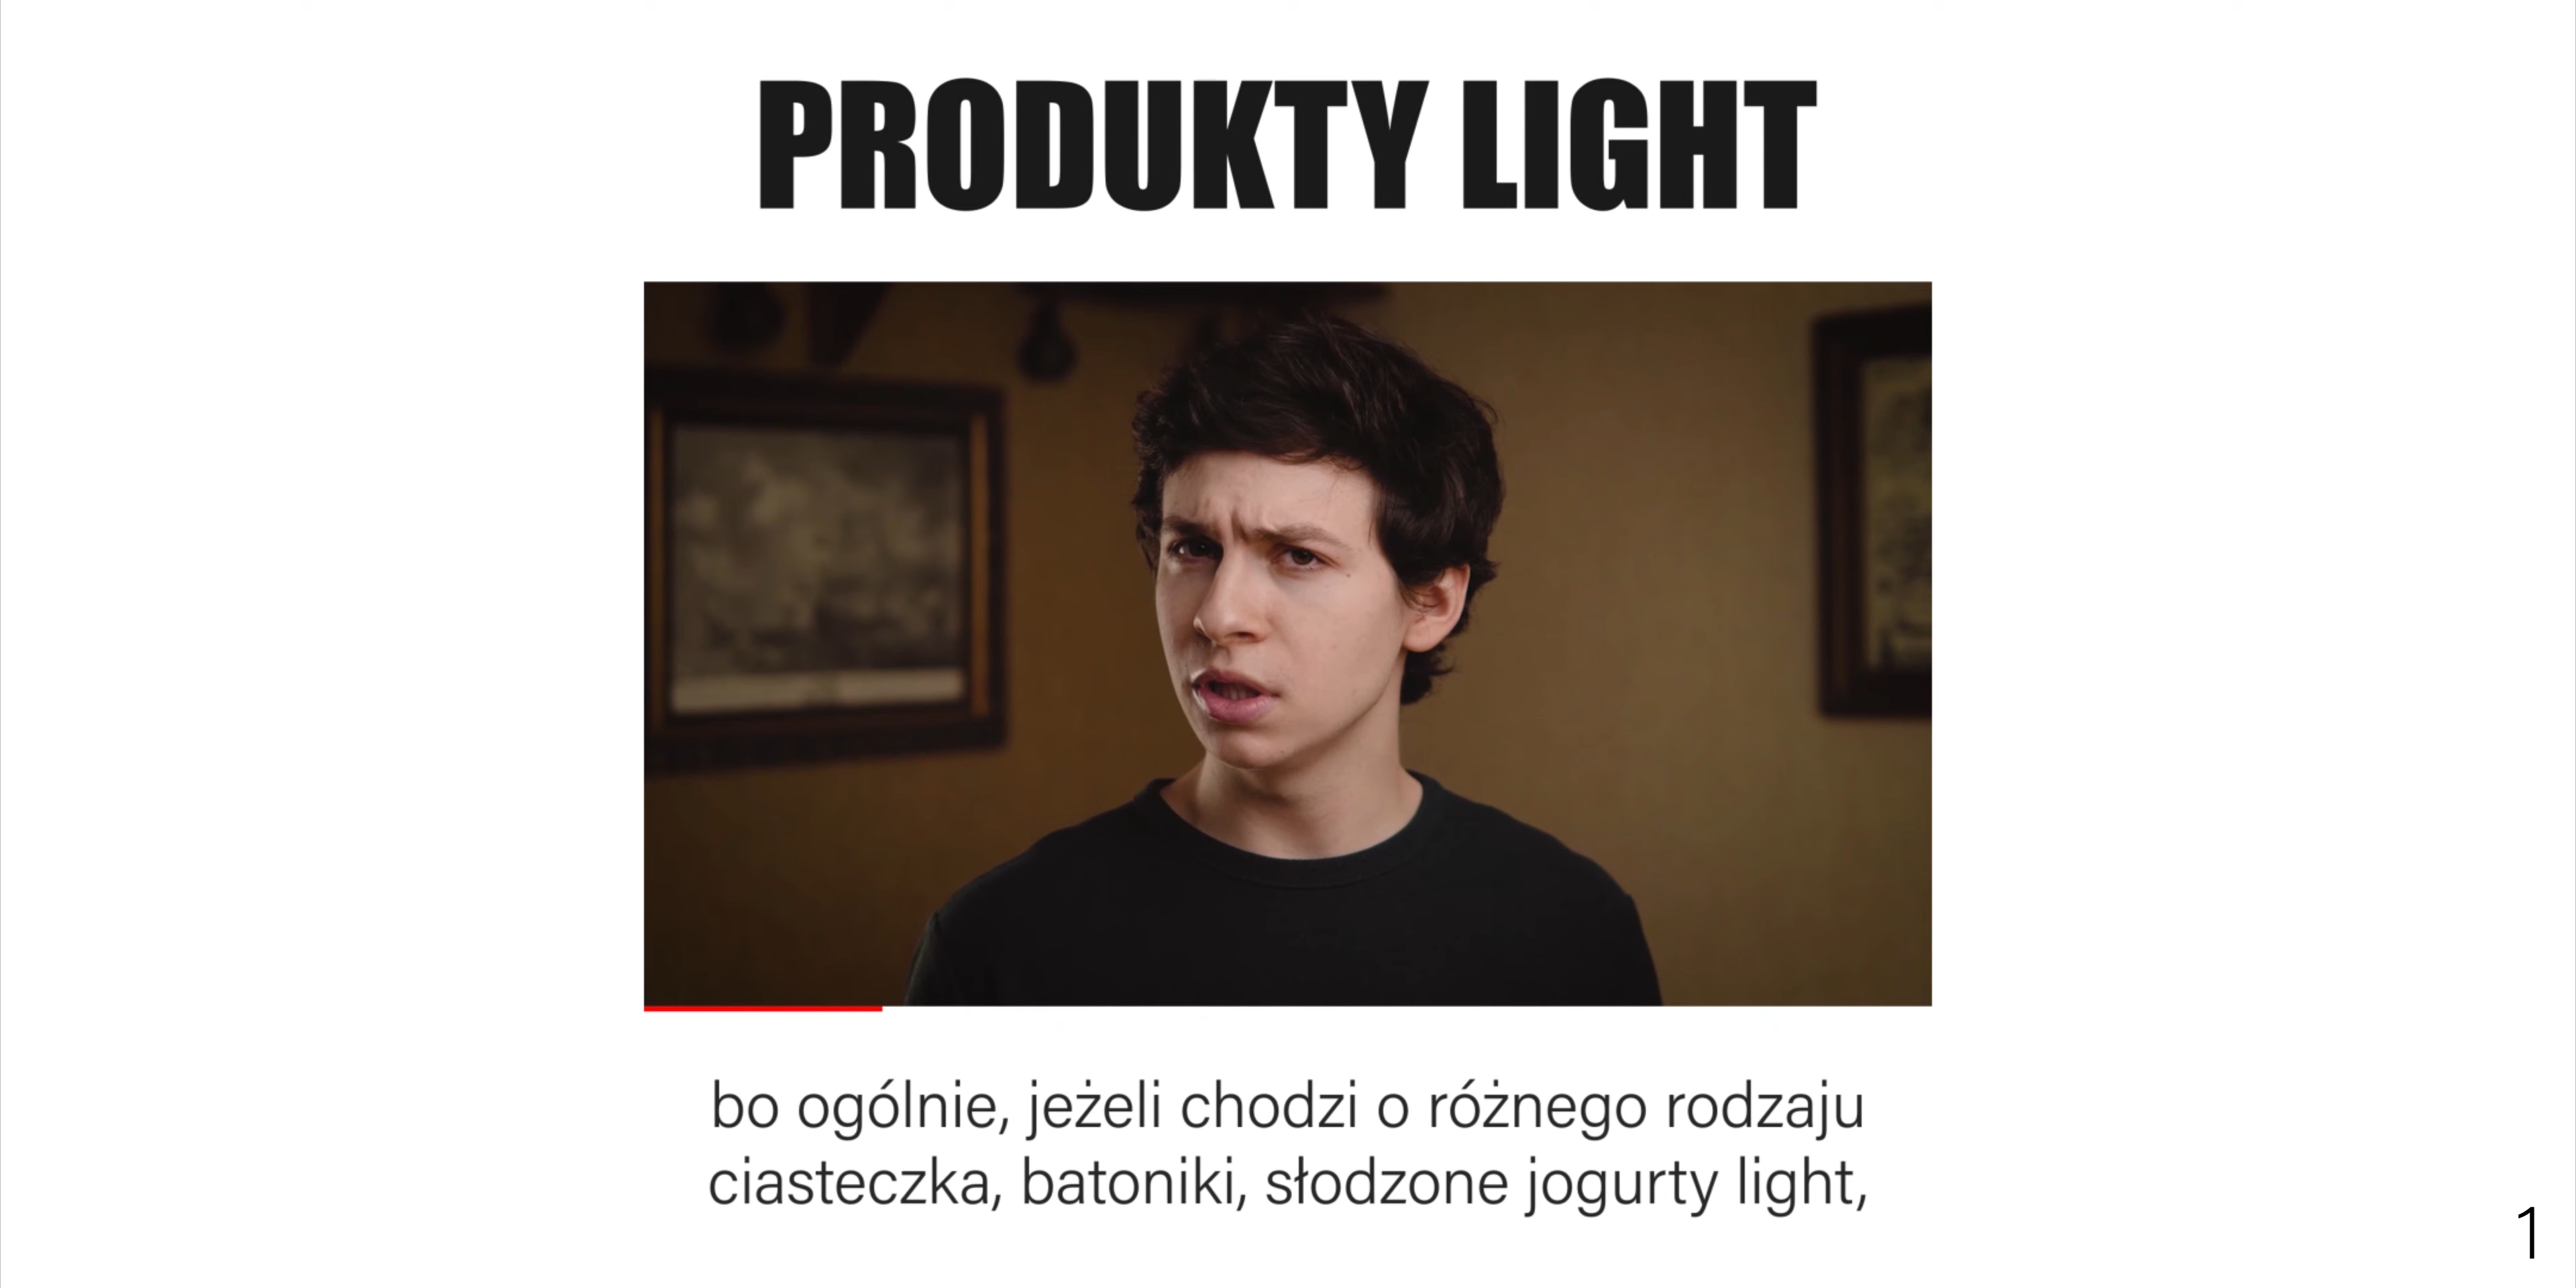 PRODUKTY LIGHT
bo ogólnie, jeżeli chodzi o różnego rodzaju
ciasteczka, batoniki, słodzone jogurty light,
1